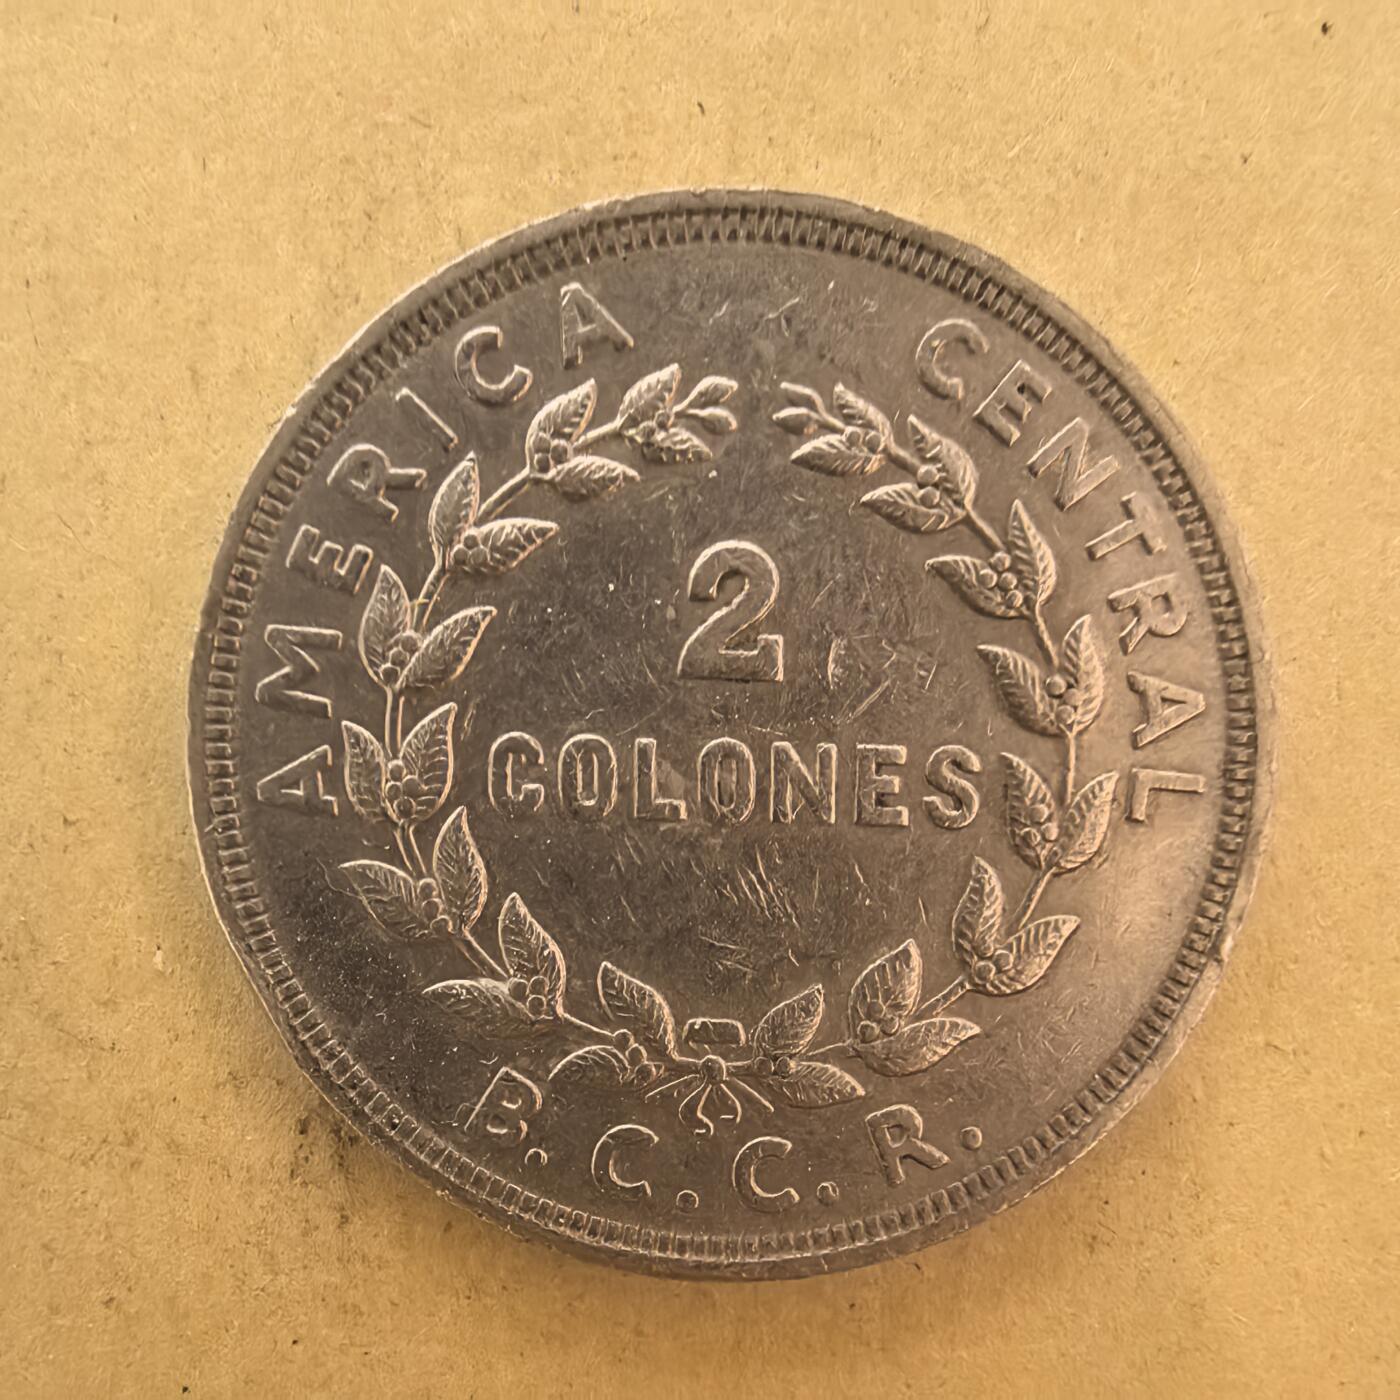 AMERICA CENTRAL
2
COLONES
B.C.C.R.